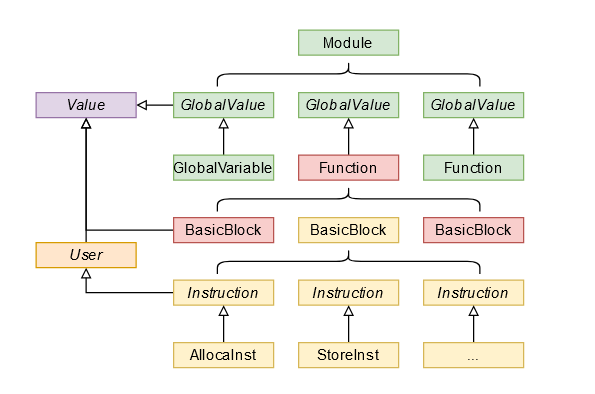 Module
Value
GlobalValue
GlobalValue
GlobalValue
GlobalVariable
Function
Function
BasicBlock
BasicBlock
BasicBlock
User
Instruction
Instruction
Instruction
AllocaInst
StoreInst
...